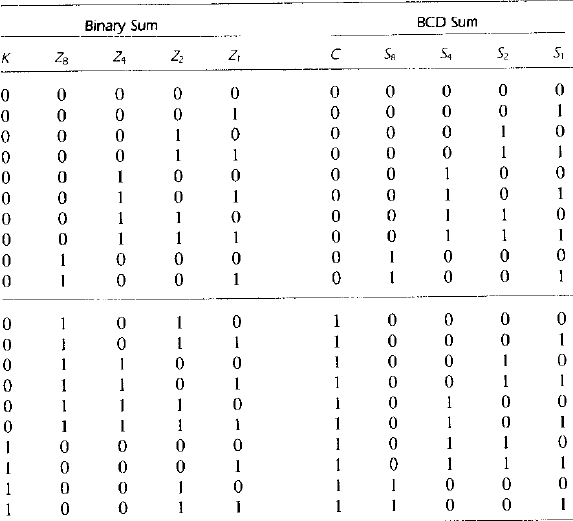 Binary Sum BCD Sum
K Z8 Z4 Z2 Z1 C S8 S4 S2 S1
0 0 0 0 0 0 0 0 0 0
0 0 0 0 1 0 0 0 0 1
0 0 0 1 0 0 0 0 1 0
0 0 0 1 1 0 0 0 1 1
0 0 1 0 0 0 0 1 0 0
0 0 1 0 1 0 0 1 0 1
0 0 1 1 0 0 0 1 1 0
0 0 1 1 1 0 0 1 1 1
0 1 0 0 0 0 1 0 0 0
0 1 0 0 1 0 1 0 0 1
0 1 0 1 0 1 0 0 0 0
0 1 0 1 1 1 0 0 0 1
0 1 1 0 0 1 0 0 1 0
0 1 1 0 1 1 0 0 1 1
0 1 1 1 0 1 0 1 0 0
0 1 1 1 1 1 0 1 0 1
1 0 0 0 0 1 0 1 1 0
1 0 0 0 1 1 0 1 1 1
1 0 0 1 0 1 1 0 0 0
1 0 0 1 1 1 1 0 0 1